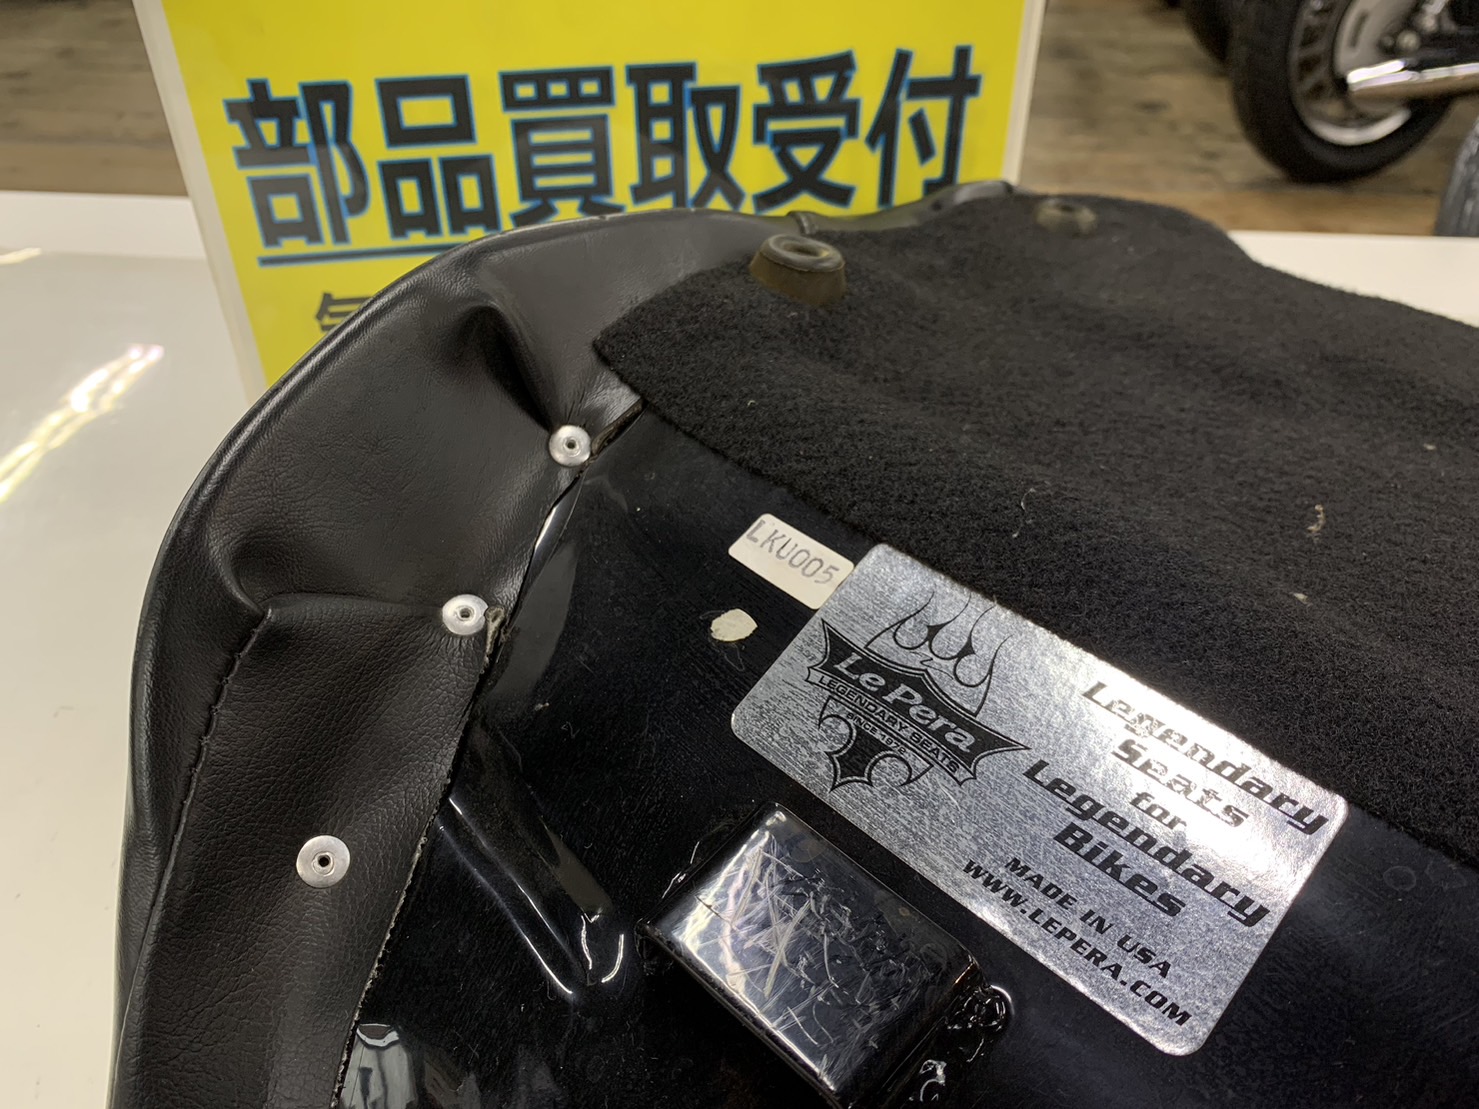 部品買取受付
LKU005
Le Pera
LEGENDARY SEATS
SINCE 1972
Legendary
Seats
for
Legendary
Bikes
MADE IN USA
WWW.LEPERA.COM